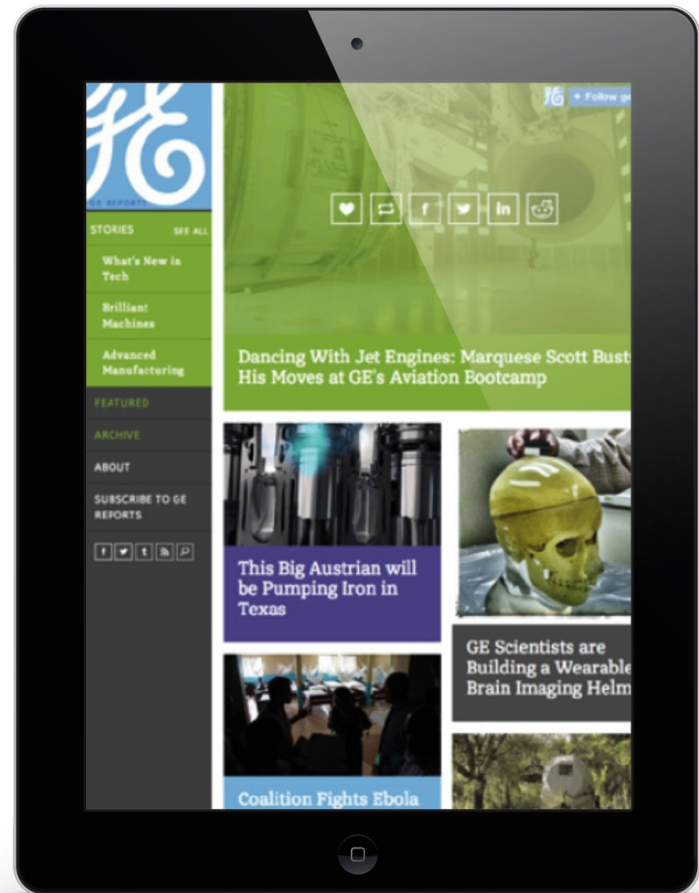 GE REPORTS
STORIES SEE ALL
What's New in
Tech
Brilliant
Machines
Advanced
Manufacturing
FEATURED
ARCHIVE
ABOUT
SUBSCRIBE TO GE
REPORTS
+ Follow ge
Dancing With Jet Engines: Marquese Scott Busts
His Moves at GE's Aviation Bootcamp
This Big Austrian will
be Pumping Iron in
Texas
GE Scientists are
Building a Wearable
Brain Imaging Helm
Coalition Fights Ebola